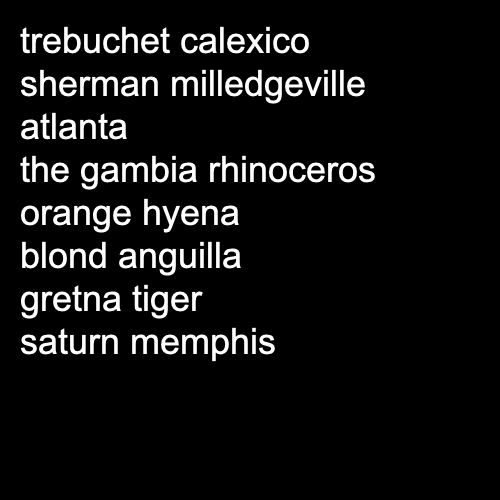 trebuchet calexico
sherman milledgeville
atlanta
the gambia rhinoceros
orange hyena
blond anguilla
gretna tiger
saturn memphis